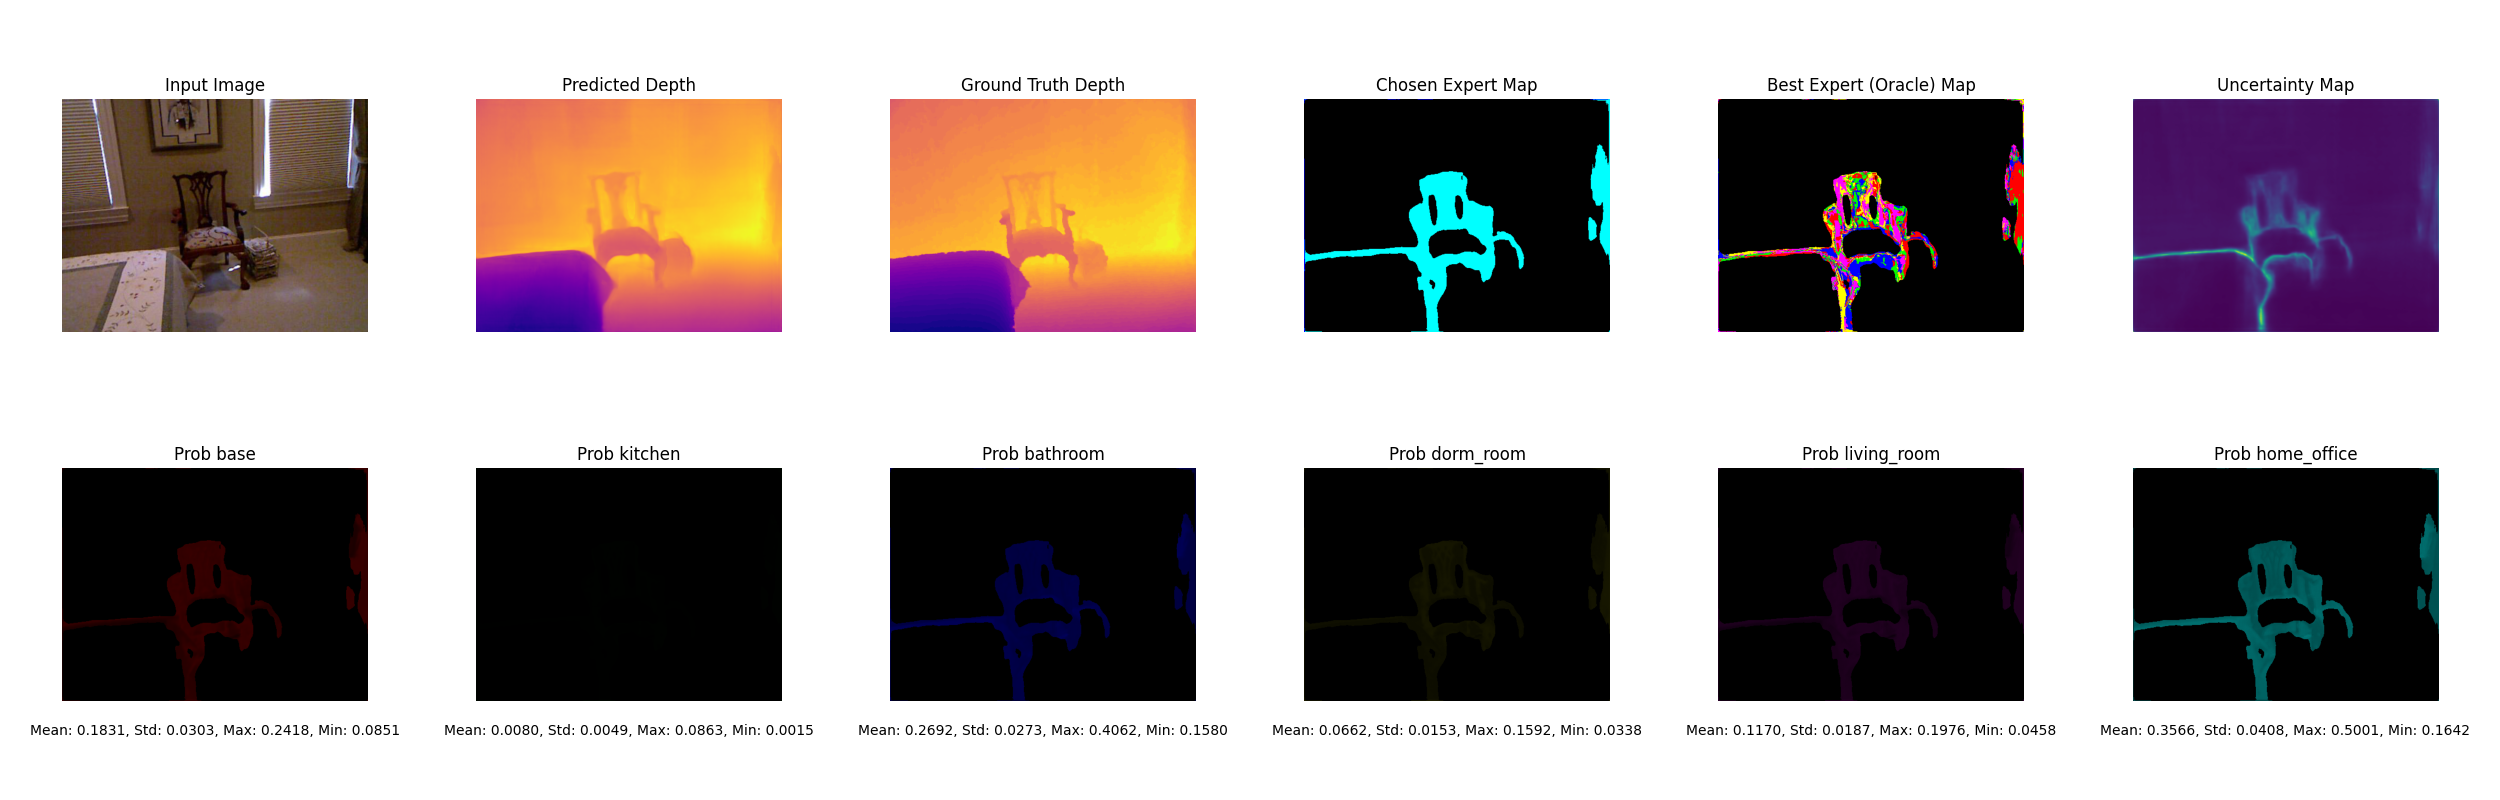 Input Image
Predicted Depth
Ground Truth Depth
Chosen Expert Map
Best Expert (Oracle) Map
Uncertainty Map
Prob base
Prob kitchen
Prob bathroom
Prob dorm_room
Prob living_room
Prob home_office
Mean: 0.1831, Std: 0.0303, Max: 0.2418, Min: 0.0851
Mean: 0.0080, Std: 0.0049, Max: 0.0863, Min: 0.0015
Mean: 0.2692, Std: 0.0273, Max: 0.4062, Min: 0.1580
Mean: 0.0662, Std: 0.0153, Max: 0.1592, Min: 0.0338
Mean: 0.1170, Std: 0.0187, Max: 0.1976, Min: 0.0458
Mean: 0.3566, Std: 0.0408, Max: 0.5001, Min: 0.1642